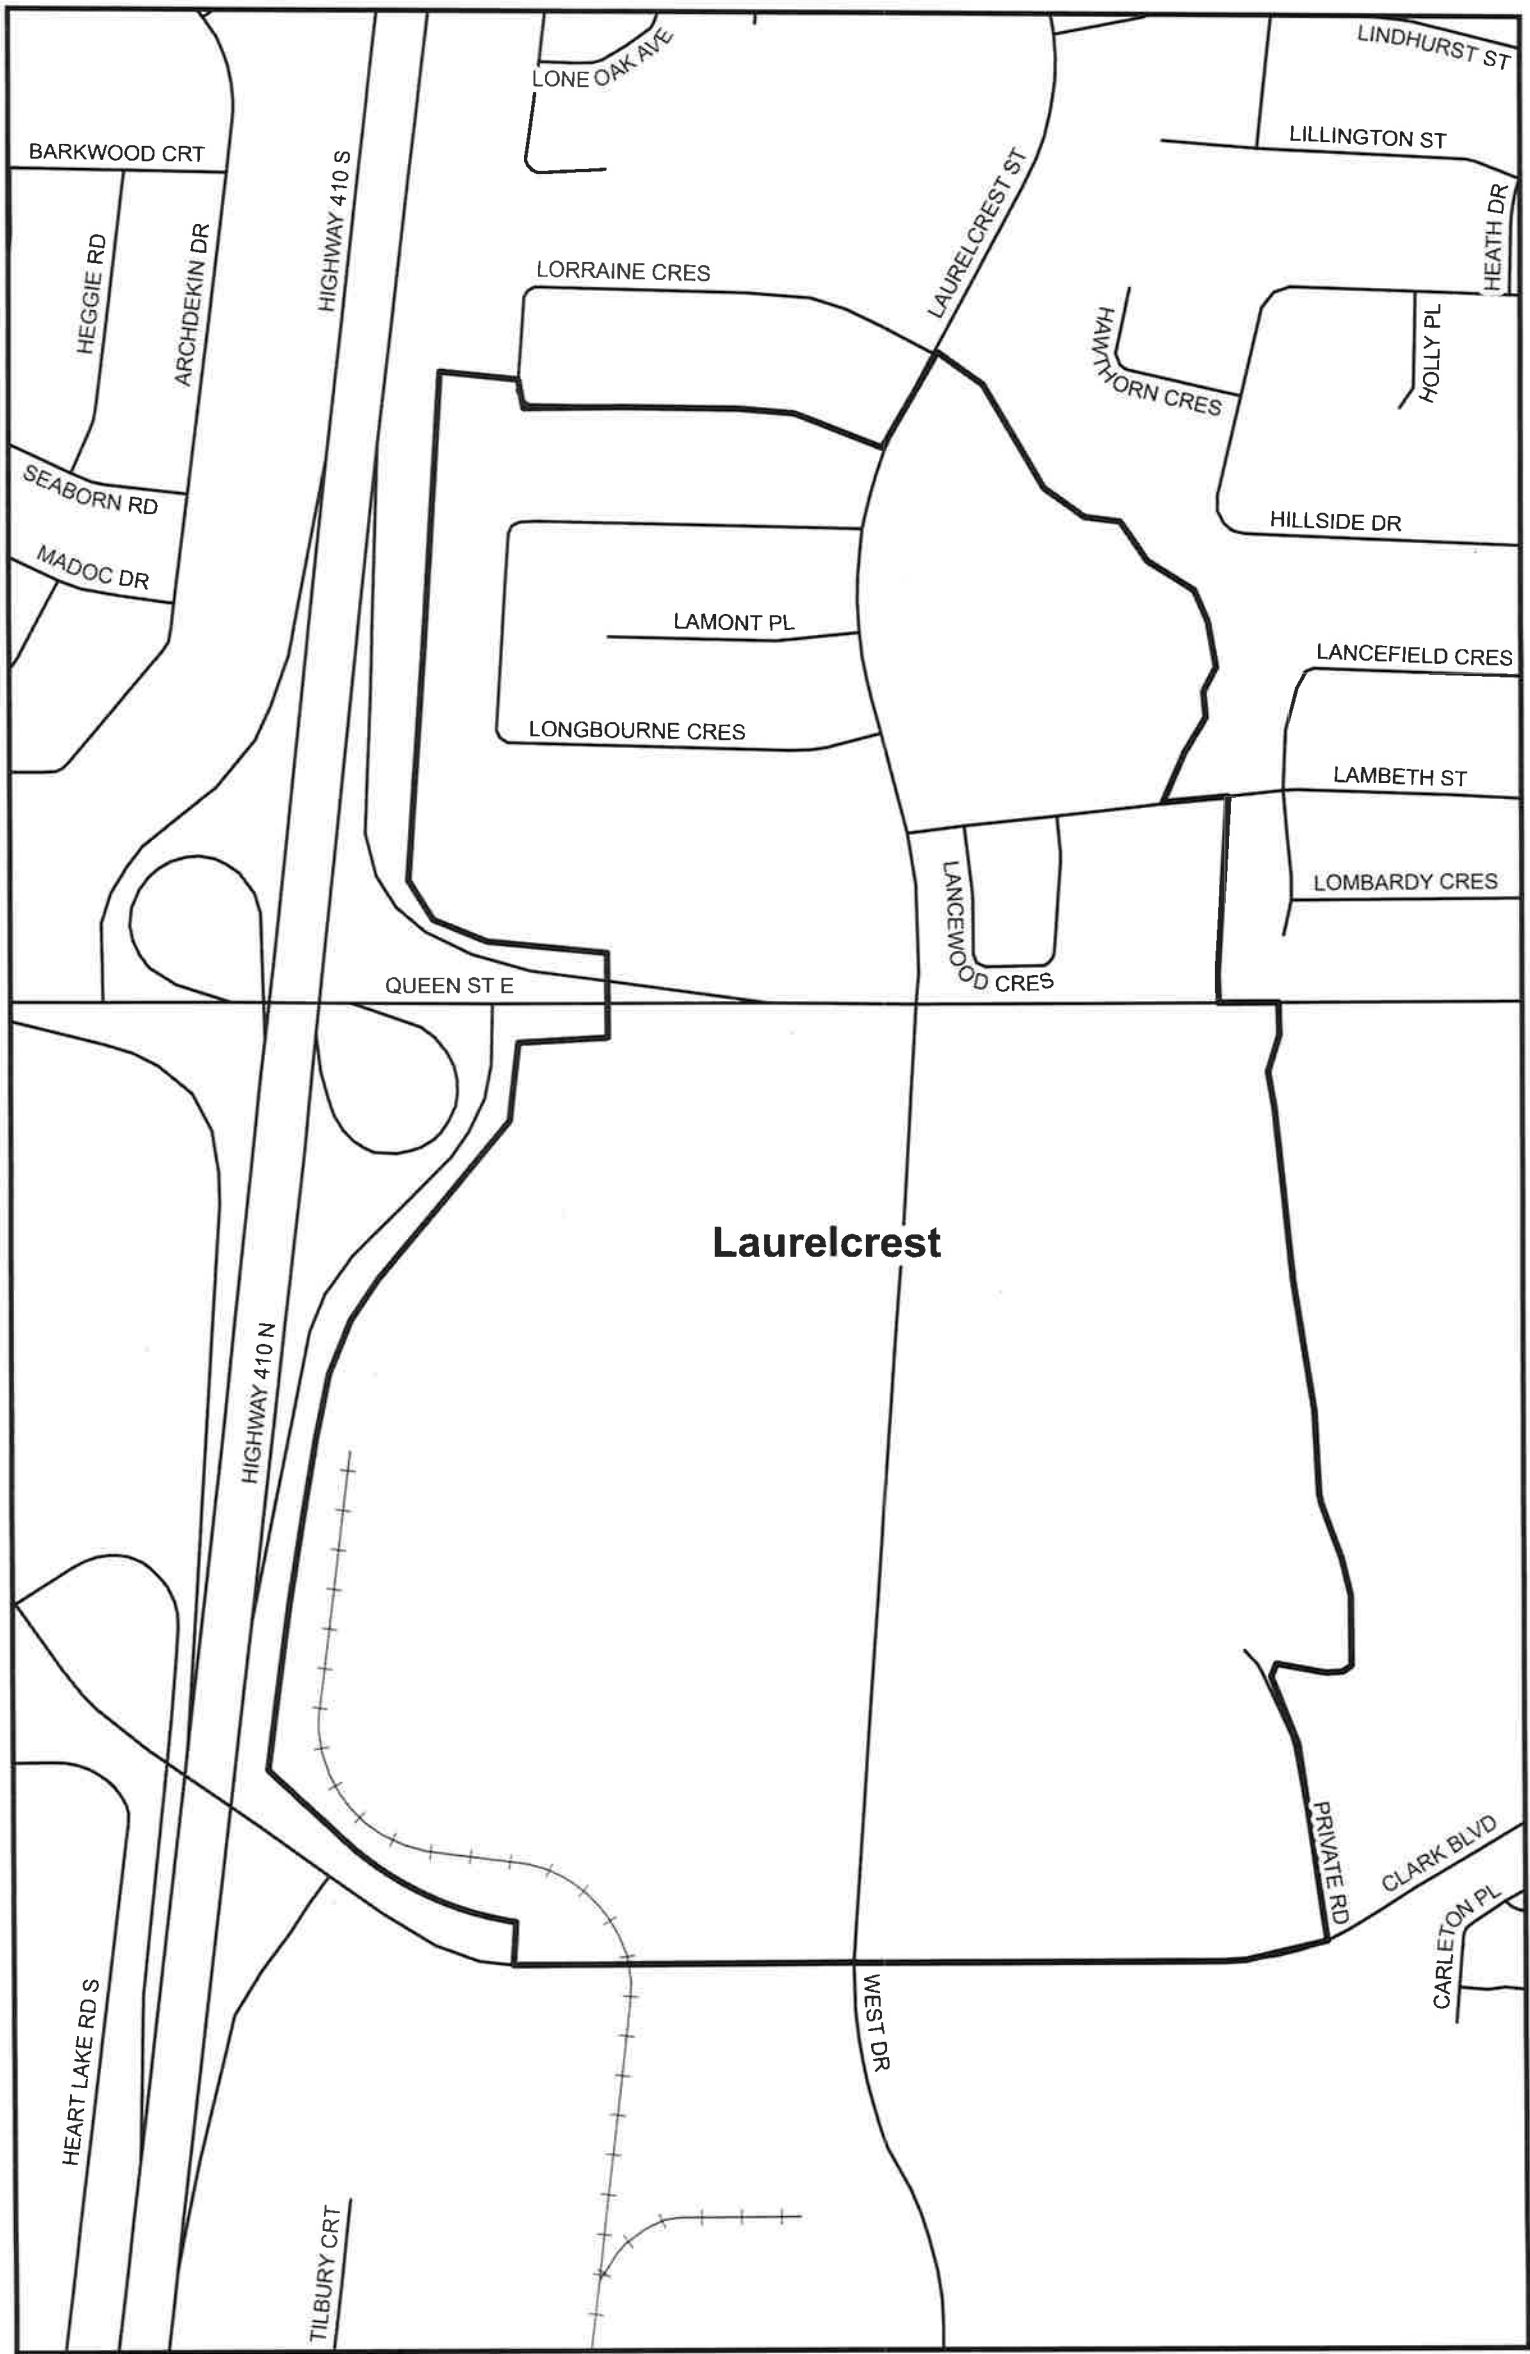 LINDHURST ST
LONE OAK AVE
LILLINGTON ST
BARKWOOD CRT
HIGHWAY 410 S
LAURELCREST ST
HEATH DR
HEGGIE RD
ARCHDEKIN DR
LORRAINE CRES
HAWTHORN CRES
HOLLY PL
SEABORN RD
HILLSIDE DR
MADOC DR
LAMONT PL
LANCEFIELD CRES
LONGBOURNE CRES
LAMBETH ST
LOMBARDY CRES
LANCEWOOD CRES
QUEEN ST E
Laurelcrest
HIGHWAY 410 N
PRIVATE RD
CLARK BLVD
CARLETON PL
WEST DR
HEART LAKE RD S
TILBURY CRT